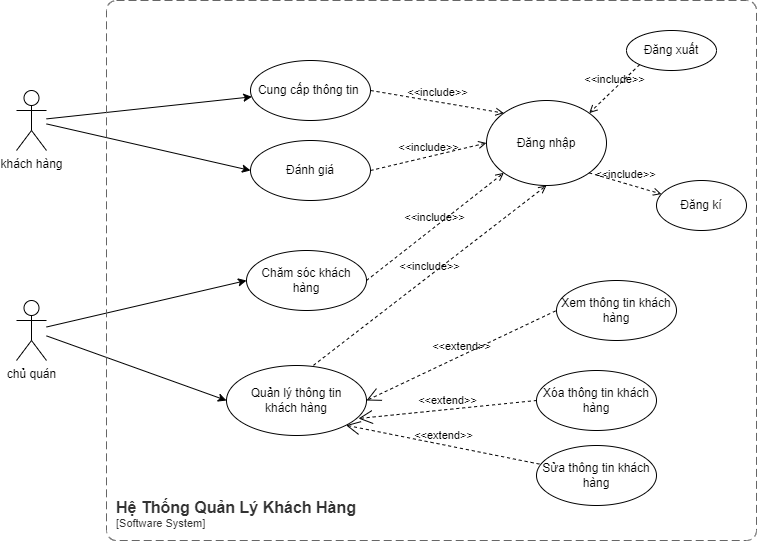 Đăng xuất
<<include>>
Cung cấp thông tin
<<include>>
Đăng nhập
khách hàng
<<include>>
Đánh giá
<<include>>
Đăng kí
<<include>>
Chăm sóc khách
hàng
<<include>>
Xem thông tin khách
hàng
<<extend>>
chủ quán
Quản lý thông tin
khách hàng
<<extend>>
Xóa thông tin khách
hàng
<<extend>>
Sửa thông tin khách
hàng
Hệ Thống Quản Lý Khách Hàng
[Software System]